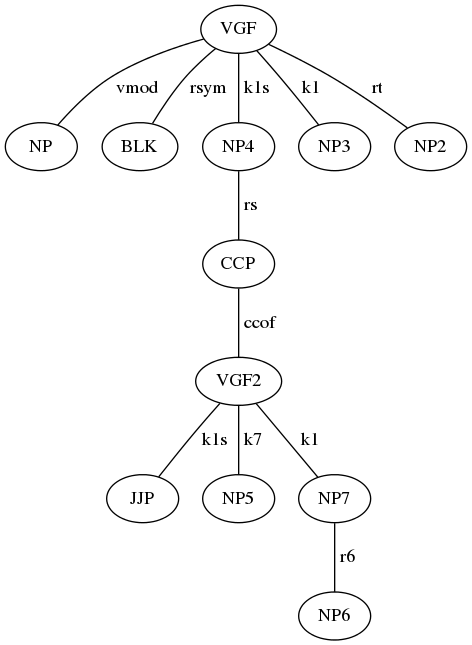 VGF
vmod rsym k1s k1 rt
NP BLK NP4 NP3 NP2
rs
CCP
ccof
VGF2
k1s k7 k1
JJP NP5 NP7
r6
NP6